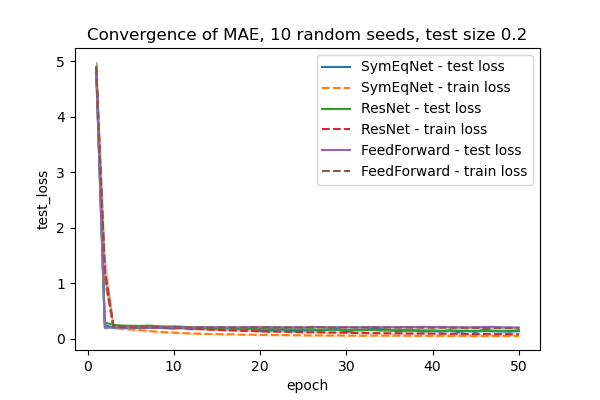 Convergence of MAE, 10 random seeds, test size 0.2
SymEqNet - test loss
SymEqNet - train loss
ResNet - test loss
ResNet - train loss
FeedForward - test loss
FeedForward - train loss
test_loss
5
4
3
2
1
0
0 10 20 30 40 50
epoch